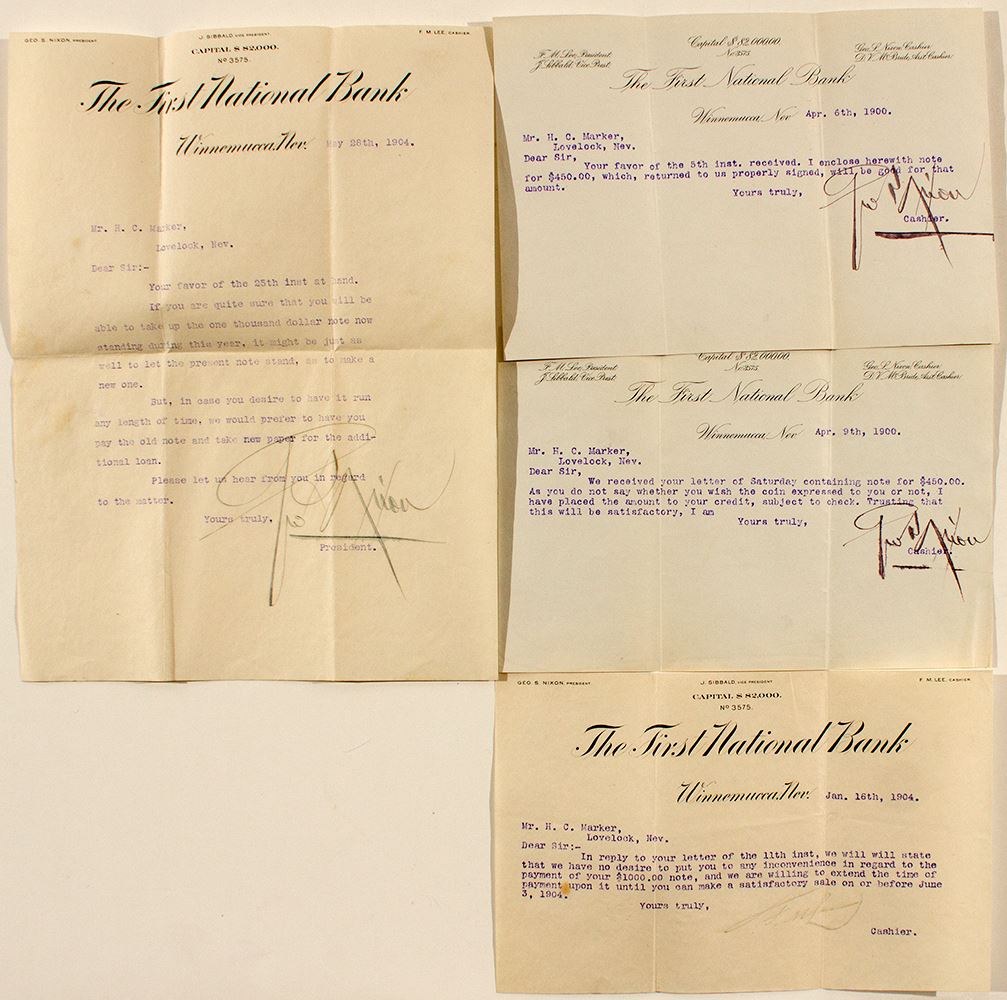 GEO. S. NIXON, PRESIDENT.
J. SIBBALD, VICE PRESIDENT
F. M. LEE, CASHIER.
CAPITAL $ 82,000.
No 3575.
The First National Bank
Winnemucca, Nev. May 28th, 1904.
Mr. H. C. Marker,
Lovelock, Nev.
Dear Sir:-
Your favor of the 25th inst at hand.
If you are quite sure that you will be
able to take up the one thousand dollar note now
standing during this year, it might be just as
well to let the present note stand, as to make a
new one.
But, in case you desire to have it run
any length of time, we would prefer to have you
pay the old note and take new paper for the addi-
tional loan.
Please let us hear from you in regard
to the matter.
Yours truly,
Geo S Nixon
President.
F. M. Lee, President
J. Sibbald, Vice Prest.
Capital $ 82,000.00.
No 3575
Geo. S. Nixon, Cashier
D. V. McBride, Asst. Cashier
The First National Bank
Winnemucca, Nev Apr. 6th, 1900.
Mr. H. C. Marker,
Lovelock, Nev.
Dear Sir,
Your favor of the 5th inst. received. I enclose herewith note
for $450.00, which, returned to us properly signed, will be good for that
amount.
Yours truly,
Geo S Nixon
Cashier.
F. M. Lee, President
J. Sibbald, Vice Prest.
Capital $ 82,000.00.
No 3575
Geo. S. Nixon, Cashier
D. V. McBride, Asst. Cashier
The First National Bank
Winnemucca, Nev Apr. 9th, 1900.
Mr. H. C. Marker,
Lovelock, Nev.
Dear Sir,
We received your letter of Saturday containing note for $450.00.
As you do not say whether you wish the coin expressed to you or not, I
have placed the amount to your credit, subject to check. Trusting that
this will be satisfactory, I am
Yours truly,
Geo S Nixon
Cashier.
GEO. S. NIXON, PRESIDENT.
J. SIBBALD, VICE PRESIDENT
F. M. LEE, CASHIER.
CAPITAL $ 82,000.
No 3575.
The First National Bank
Winnemucca, Nev. Jan. 16th, 1904.
Mr. H. C. Marker,
Lovelock, Nev.
Dear Sir:-
In reply to your letter of the 11th inst, we will will state
that we have no desire to put you to any inconvenience in regard to the
payment of your $1000.00 note, and we are willing to extend the time of
payment upon it until you can make a satisfactory sale on or before June
3, 1904.
Yours truly,
Cashier.